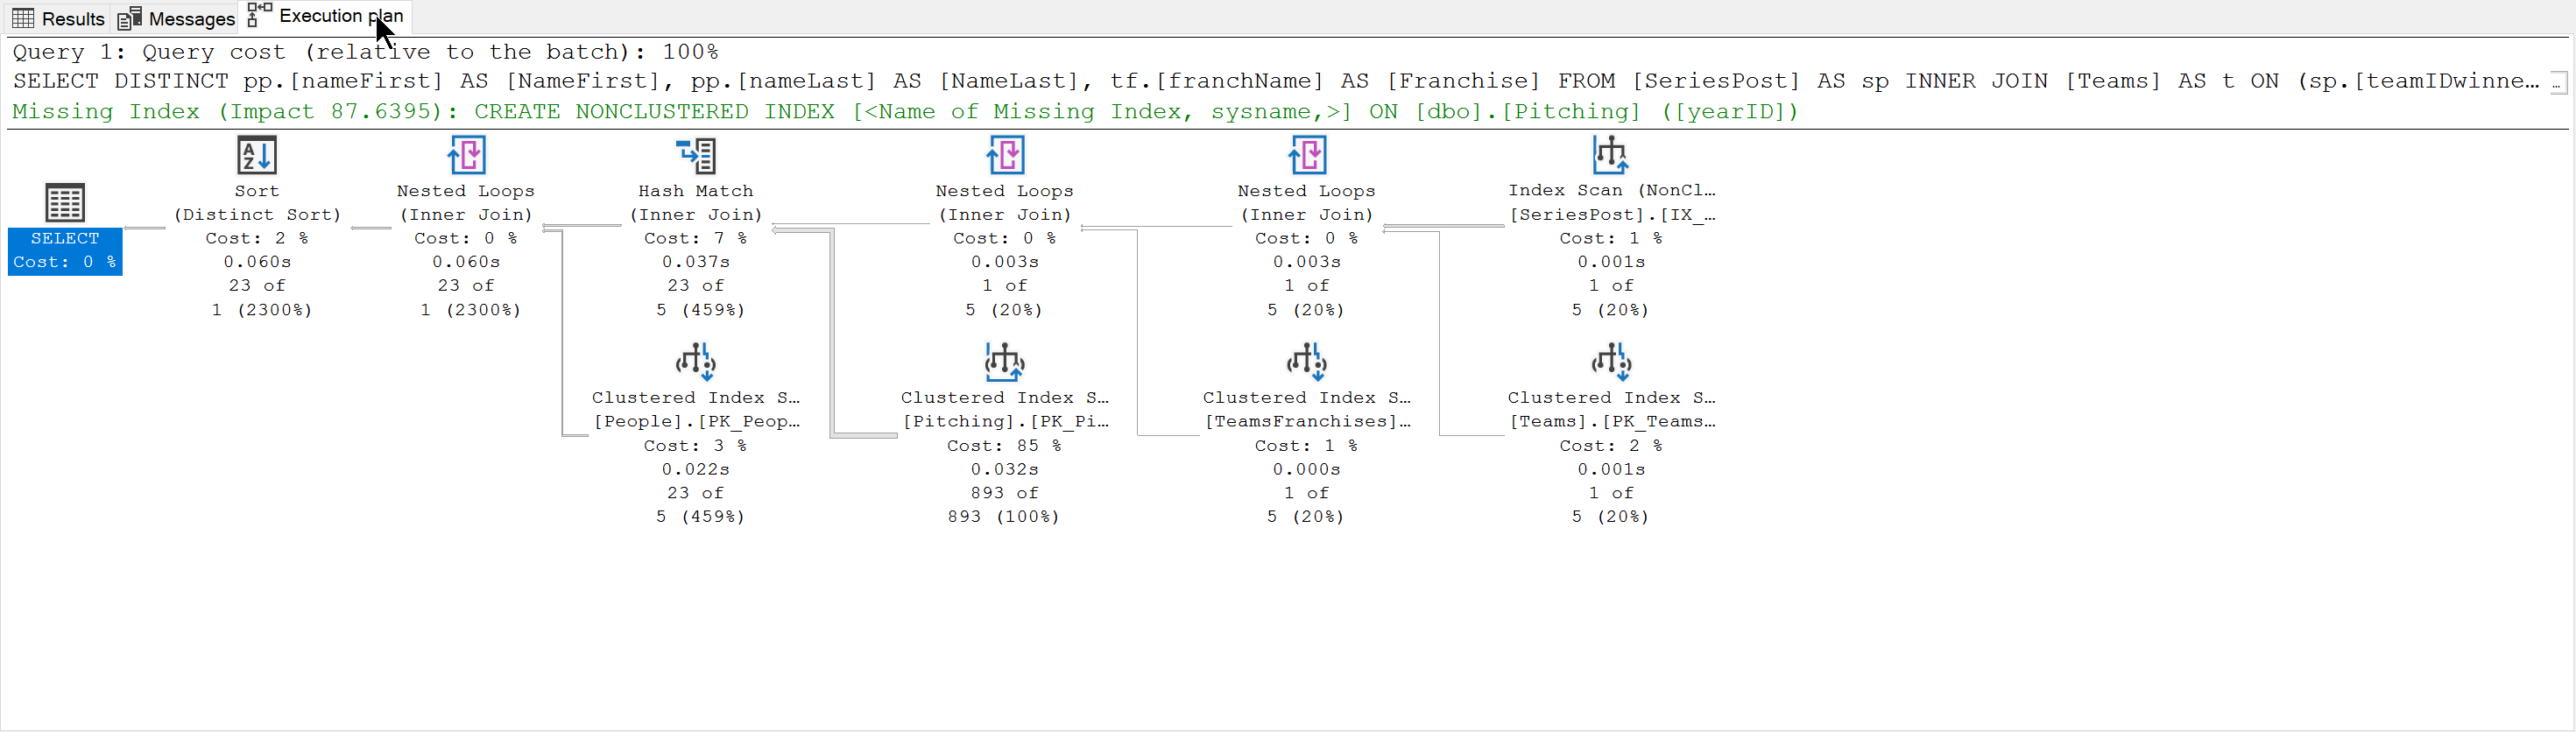 Results Messages Execution plan
Query 1: Query cost (relative to the batch): 100%
SELECT DISTINCT pp.[nameFirst] AS [NameFirst], pp.[nameLast] AS [NameLast], tf.[franchName] AS [Franchise] FROM [SeriesPost] AS sp INNER JOIN [Teams] AS t ON (sp.[teamIDwinne… …
Missing Index (Impact 87.6395): CREATE NONCLUSTERED INDEX [<Name of Missing Index, sysname,>] ON [dbo].[Pitching] ([yearID])
SELECT
Cost: 0 %
Sort
(Distinct Sort)
Cost: 2 %
0.060s
23 of
1 (2300%)
Nested Loops
(Inner Join)
Cost: 0 %
0.060s
23 of
1 (2300%)
Hash Match
(Inner Join)
Cost: 7 %
0.037s
23 of
5 (459%)
Nested Loops
(Inner Join)
Cost: 0 %
0.003s
1 of
5 (20%)
Nested Loops
(Inner Join)
Cost: 0 %
0.003s
1 of
5 (20%)
Index Scan (NonCl…
[SeriesPost].[IX_…
Cost: 1 %
0.001s
1 of
5 (20%)
Clustered Index S…
[People].[PK_Peop…
Cost: 3 %
0.022s
23 of
5 (459%)
Clustered Index S…
[Pitching].[PK_Pi…
Cost: 85 %
0.032s
893 of
893 (100%)
Clustered Index S…
[TeamsFranchises]…
Cost: 1 %
0.000s
1 of
5 (20%)
Clustered Index S…
[Teams].[PK_Teams…
Cost: 2 %
0.001s
1 of
5 (20%)